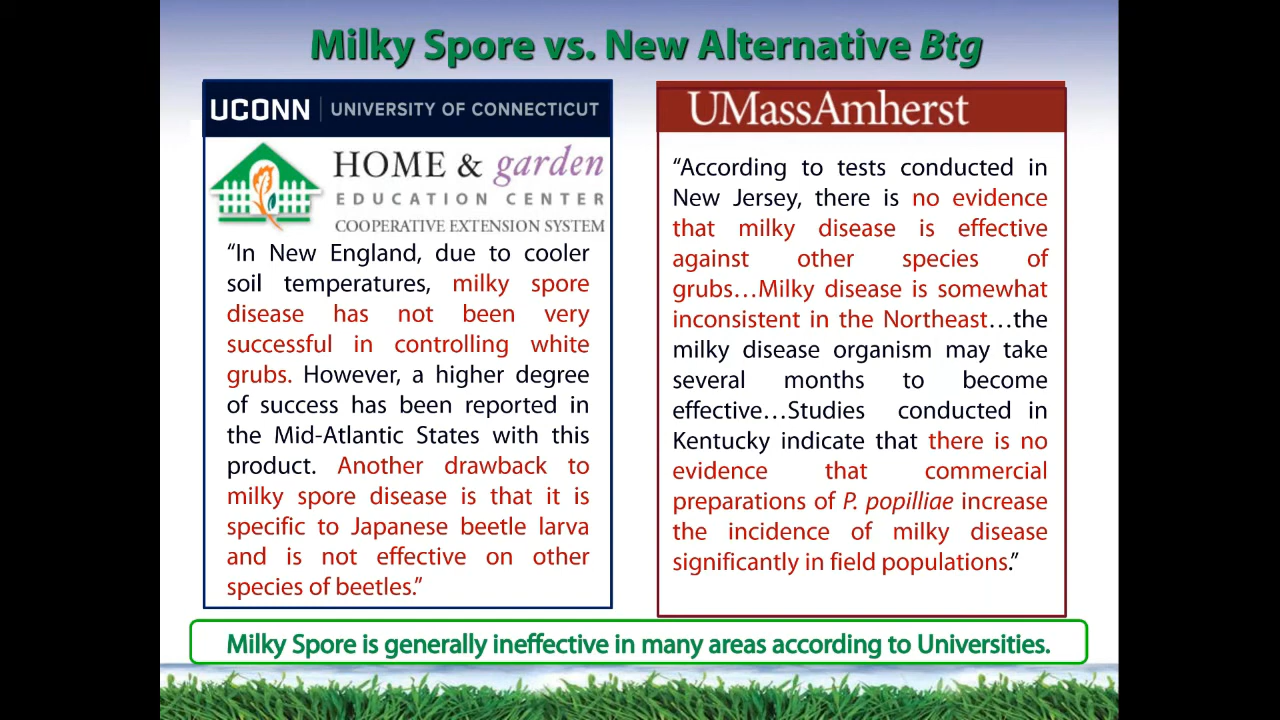 Milky Spore vs. New Alternative Btg
UCONN | UNIVERSITY OF CONNECTICUT
HOME & garden
EDUCATION CENTER
COOPERATIVE EXTENSION SYSTEM
“In New England, due to cooler
soil temperatures, milky spore
disease has not been very
successful in controlling white
grubs. However, a higher degree
of success has been reported in
the Mid-Atlantic States with this
product. Another drawback to
milky spore disease is that it is
specific to Japanese beetle larva
and is not effective on other
species of beetles.”
UMassAmherst
“According to tests conducted in
New Jersey, there is no evidence
that milky disease is effective
against other species of
grubs…Milky disease is somewhat
inconsistent in the Northeast…the
milky disease organism may take
several months to become
effective…Studies conducted in
Kentucky indicate that there is no
evidence that commercial
preparations of P. popilliae increase
the incidence of milky disease
significantly in field populations.”
Milky Spore is generally ineffective in many areas according to Universities.